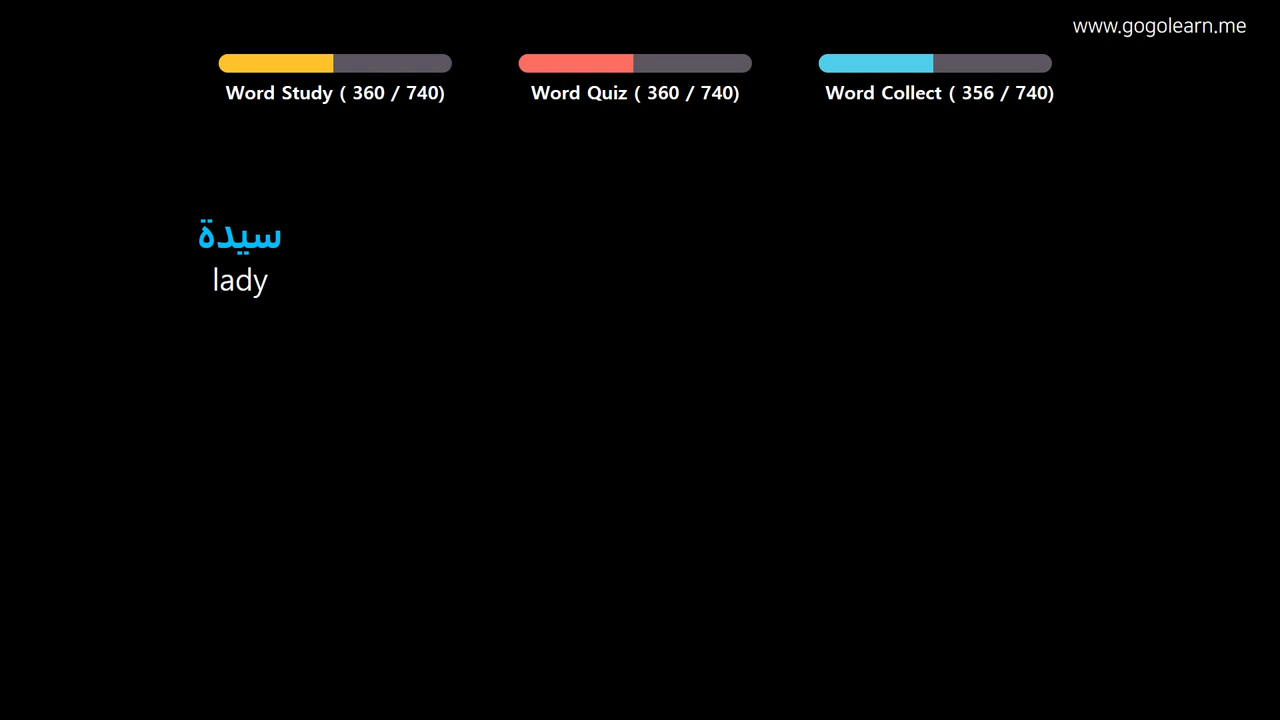 www.gogolearn.me
Word Study ( 360 / 740)
Word Quiz ( 360 / 740)
Word Collect ( 356 / 740)
سيدة
lady